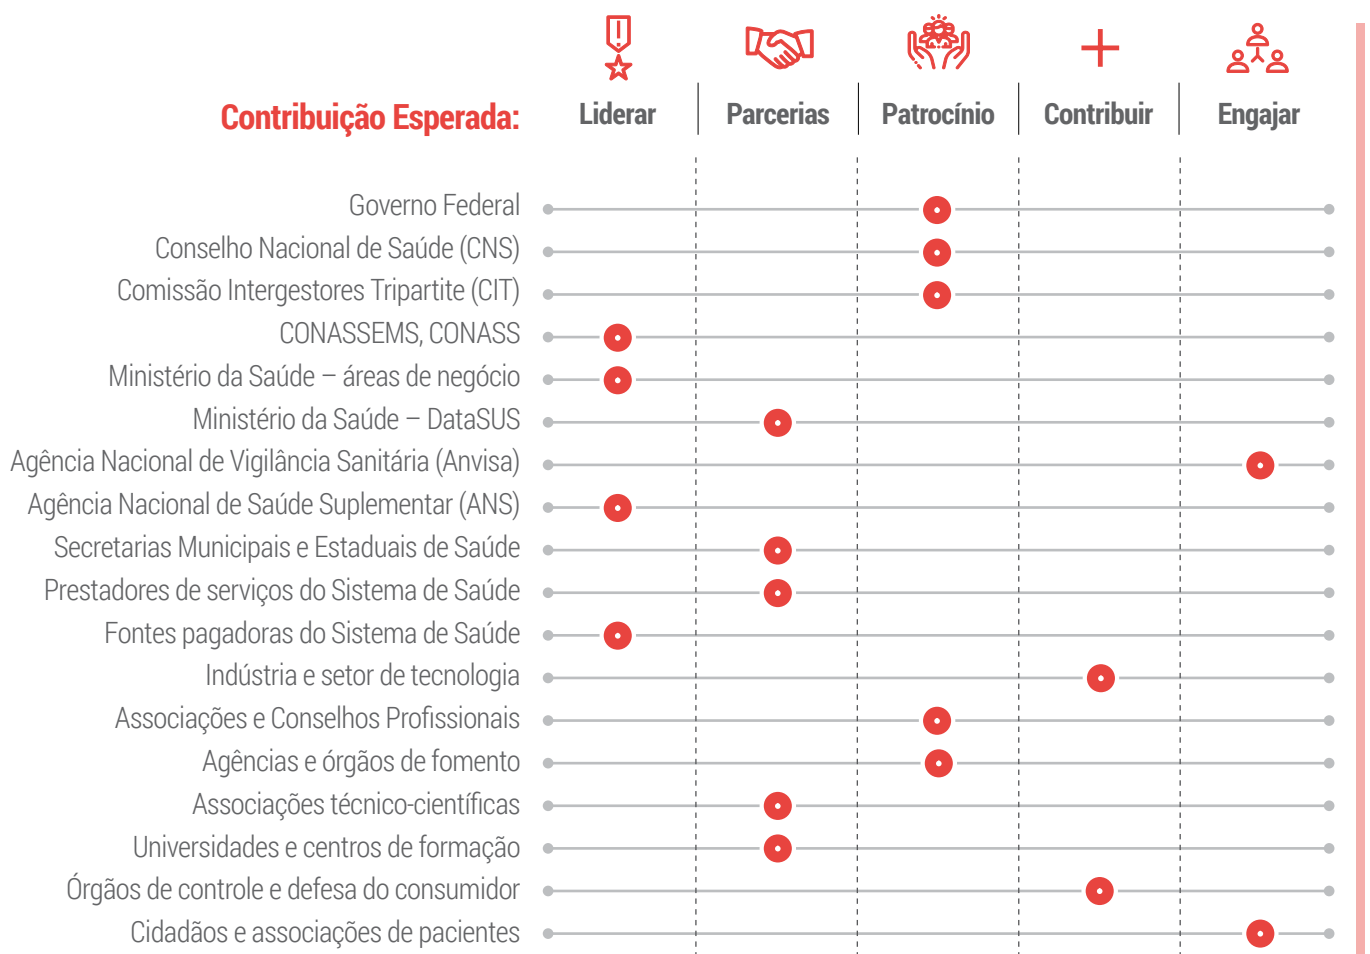 Contribuição Esperada:
Liderar
Parcerias
Patrocínio
Contribuir
Engajar
Governo Federal
Conselho Nacional de Saúde (CNS)
Comissão Intergestores Tripartite (CIT)
CONASSEMS, CONASS
Ministério da Saúde – áreas de negócio
Ministério da Saúde – DataSUS
Agência Nacional de Vigilância Sanitária (Anvisa)
Agência Nacional de Saúde Suplementar (ANS)
Secretarias Municipais e Estaduais de Saúde
Prestadores de serviços do Sistema de Saúde
Fontes pagadoras do Sistema de Saúde
Indústria e setor de tecnologia
Associações e Conselhos Profissionais
Agências e órgãos de fomento
Associações técnico-científicas
Universidades e centros de formação
Órgãos de controle e defesa do consumidor
Cidadãos e associações de pacientes